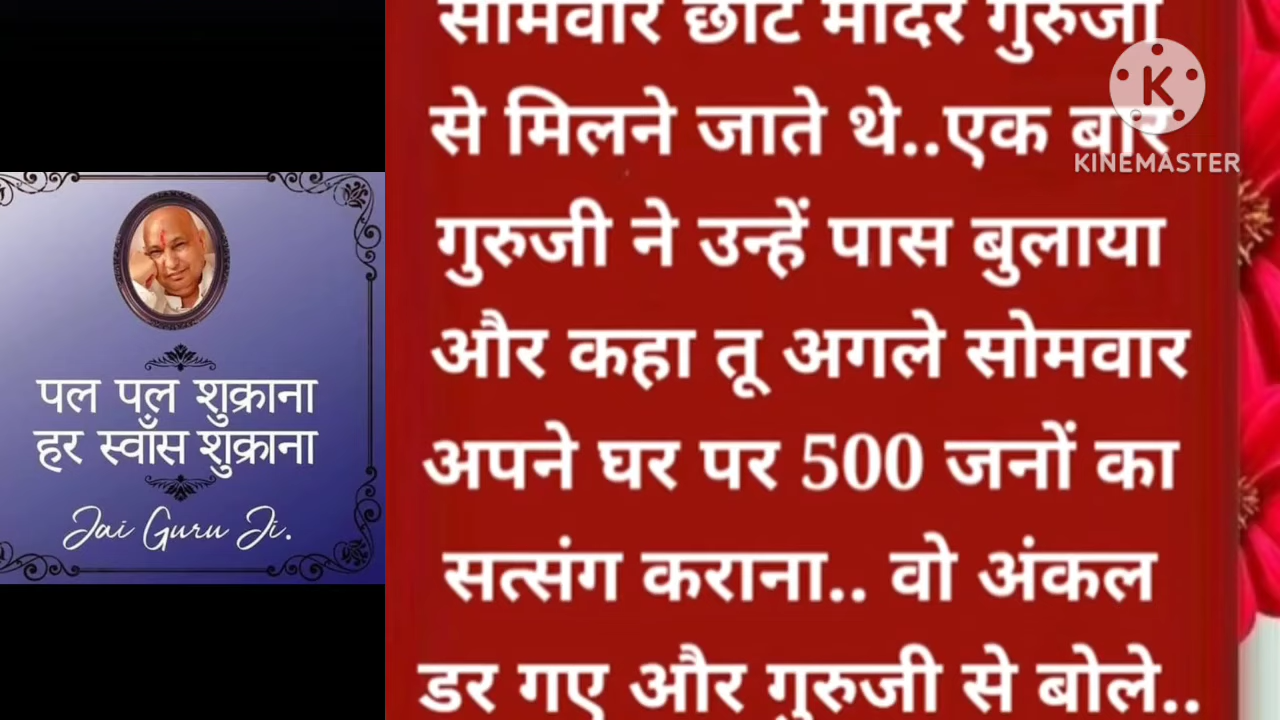 पल पल शुक्राना
हर स्वाँस शुक्राना
Jai Guru Ji.
सोमवार छोटे मंदिर गुरुजी
से मिलने जाते थे..एक बार
गुरुजी ने उन्हें पास बुलाया
और कहा तू अगले सोमवार
अपने घर पर 500 जनों का
सत्संग कराना.. वो अंकल
डर गए और गुरुजी से बोले..
K
KINEMASTER